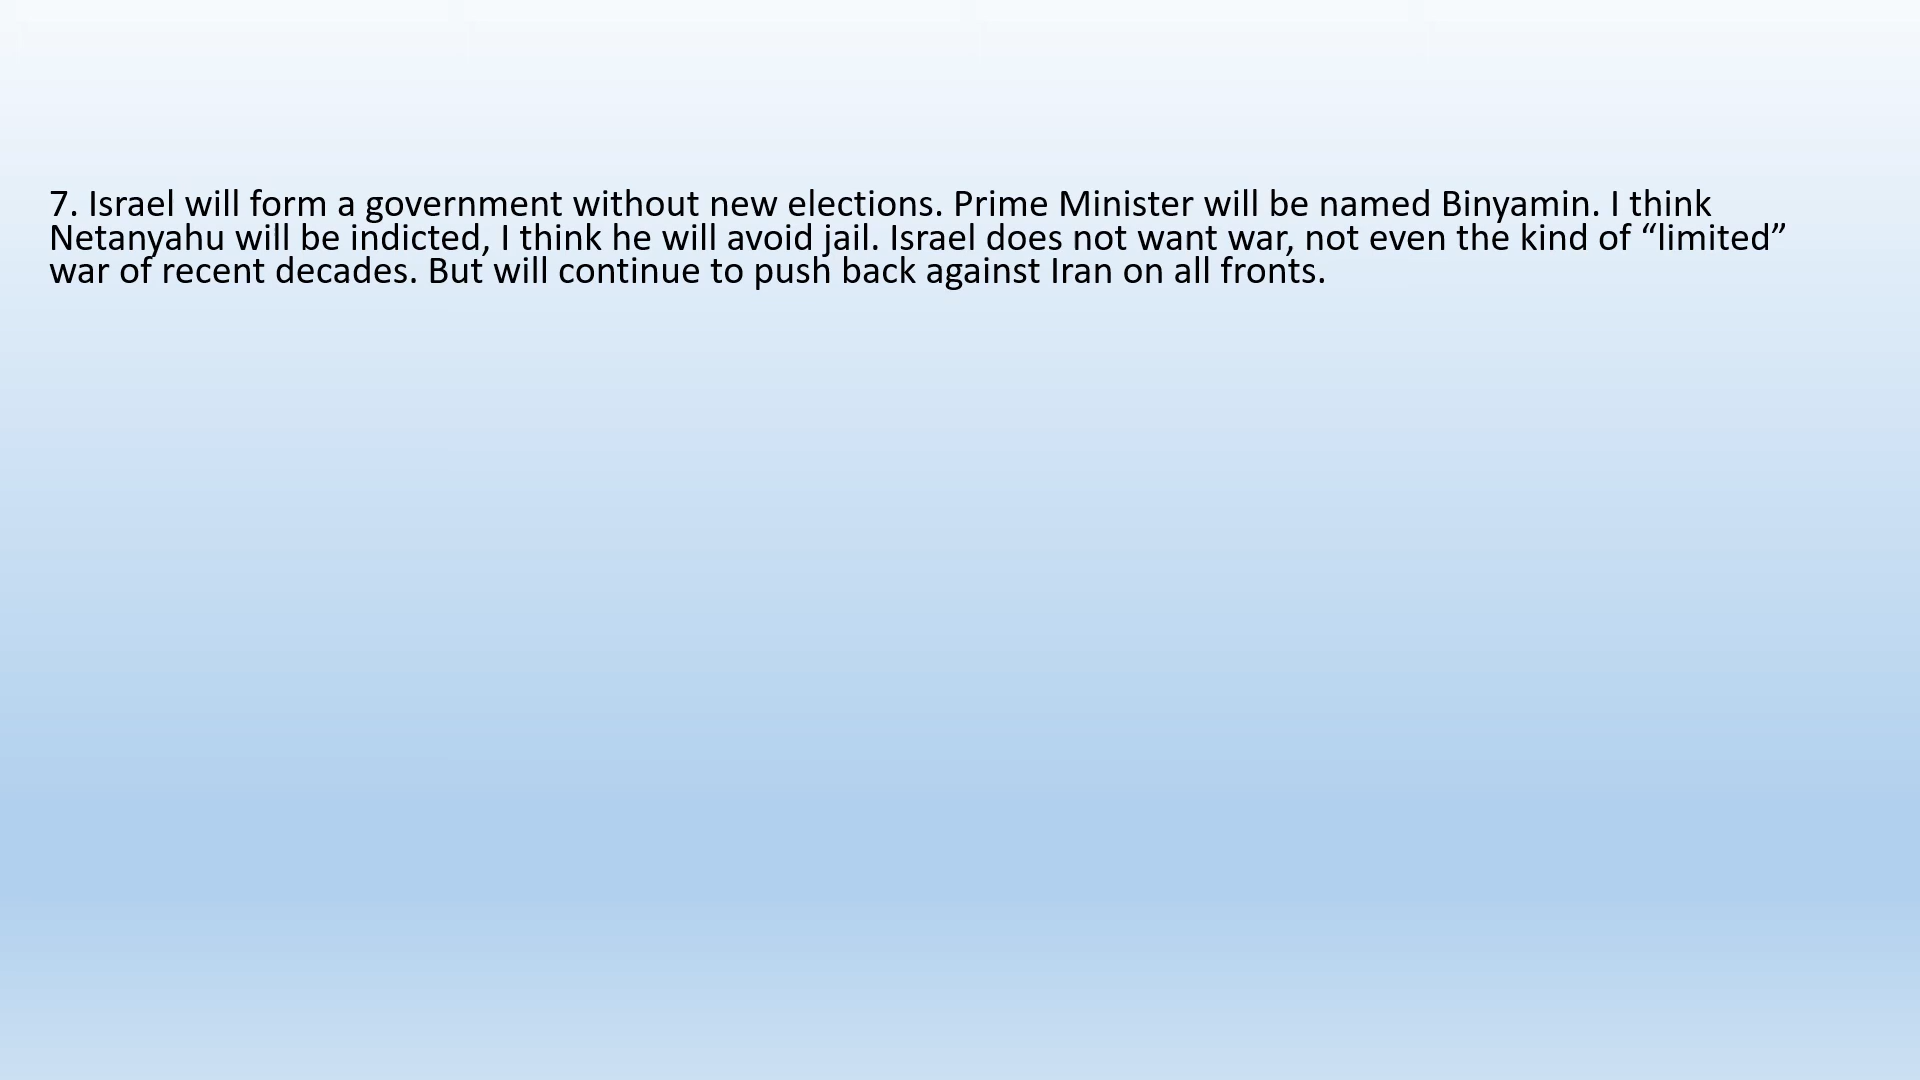 7. Israel will form a government without new elections. Prime Minister will be named Binyamin. I think
Netanyahu will be indicted, I think he will avoid jail. Israel does not want war, not even the kind of “limited”
war of recent decades. But will continue to push back against Iran on all fronts.